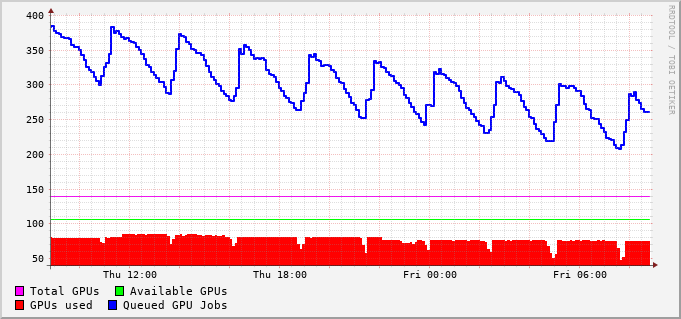 400
350
300
250
200
150
100
50
Thu 12:00 Thu 18:00 Fri 00:00 Fri 06:00
Total GPUs Available GPUs
GPUs used Queued GPU Jobs
RRDTOOL / TOBI OETIKER